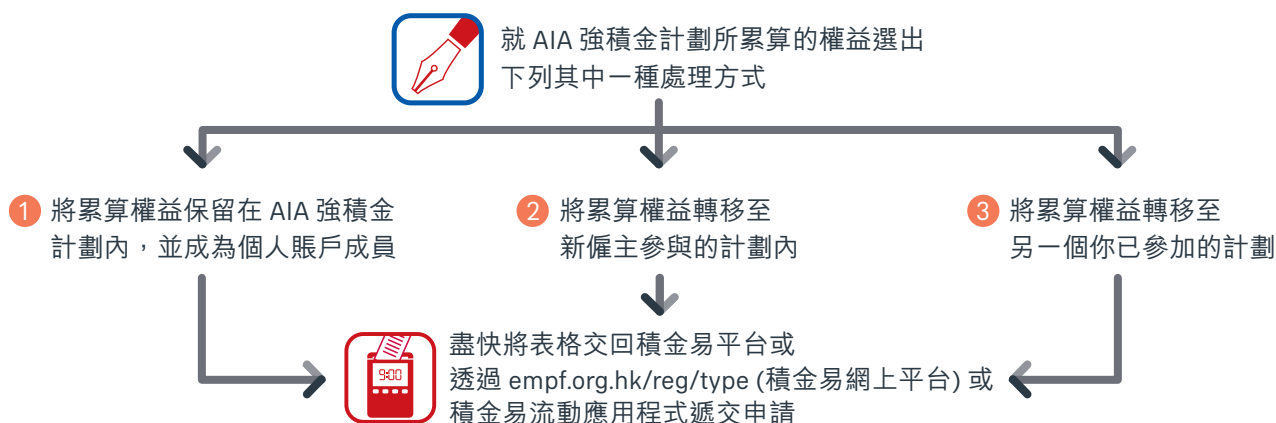 就 AIA 強積金計劃所累算的權益選出
下列其中一種處理方式
1 將累算權益保留在 AIA 強積金
計劃內，並成為個人賬戶成員
2 將累算權益轉移至
新僱主參與的計劃內
3 將累算權益轉移至
另一個你已參加的計劃
9:00
盡快將表格交回積金易平台或
透過 empf.org.hk/reg/type (積金易網上平台) 或
積金易流動應用程式遞交申請